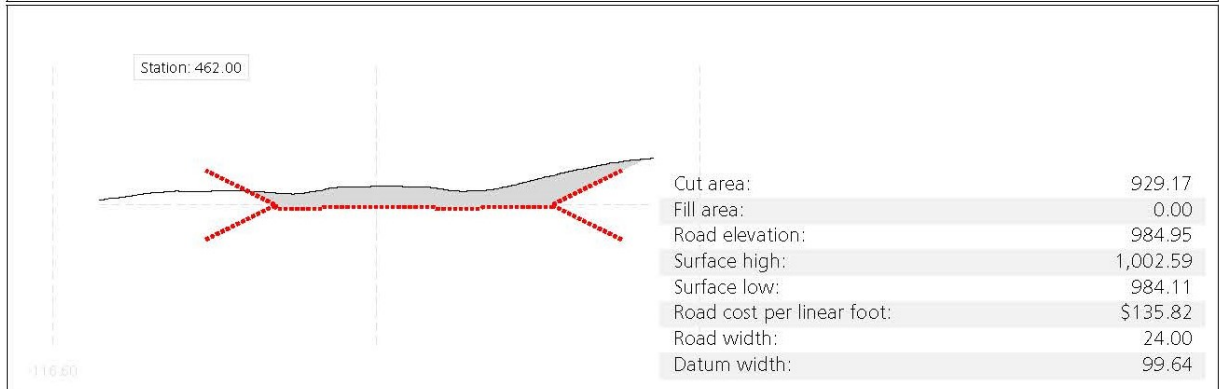 Station: 462.00
Cut area: 929.17
Fill area: 0.00
Road elevation: 984.95
Surface high: 1,002.59
Surface low: 984.11
Road cost per linear foot: $135.82
Road width: 24.00
Datum width: 99.64
-116.60